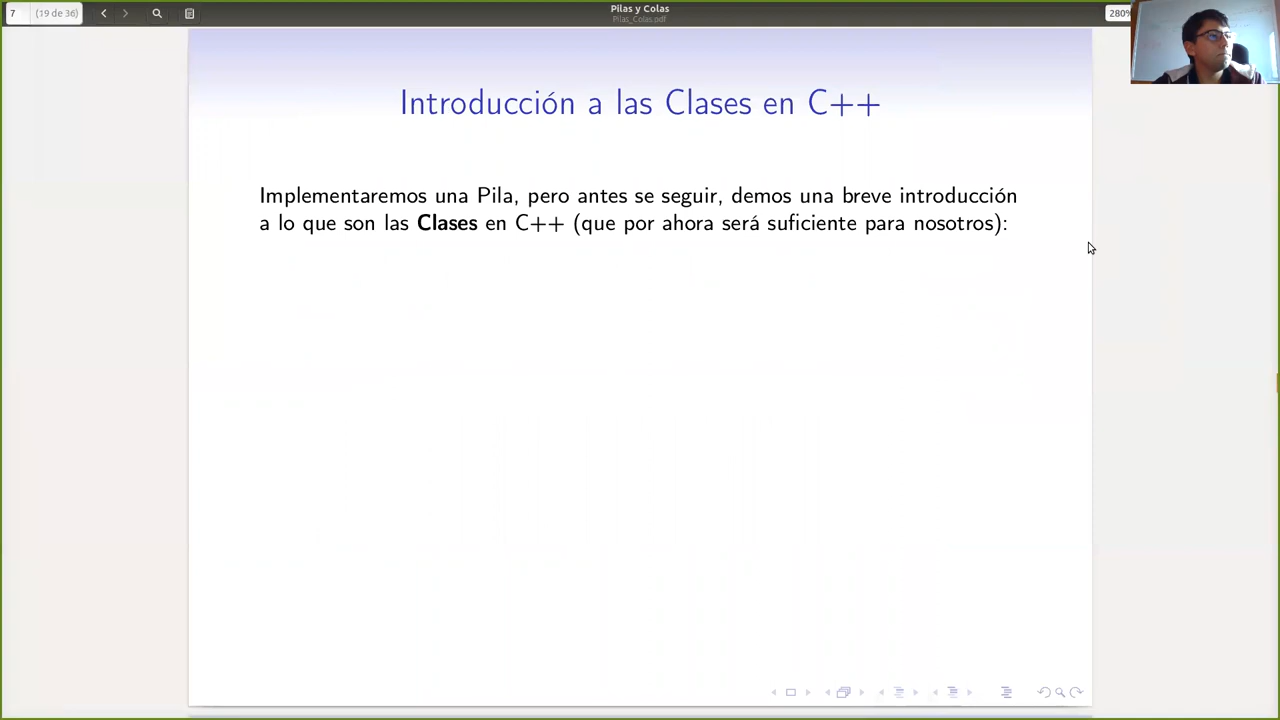 7 (19 de 36)
Pilas y Colas
Pilas_Colas.pdf
280%
Introducción a las Clases en C++
Implementaremos una Pila, pero antes se seguir, demos una breve introducción
a lo que son las Clases en C++ (que por ahora será suficiente para nosotros):